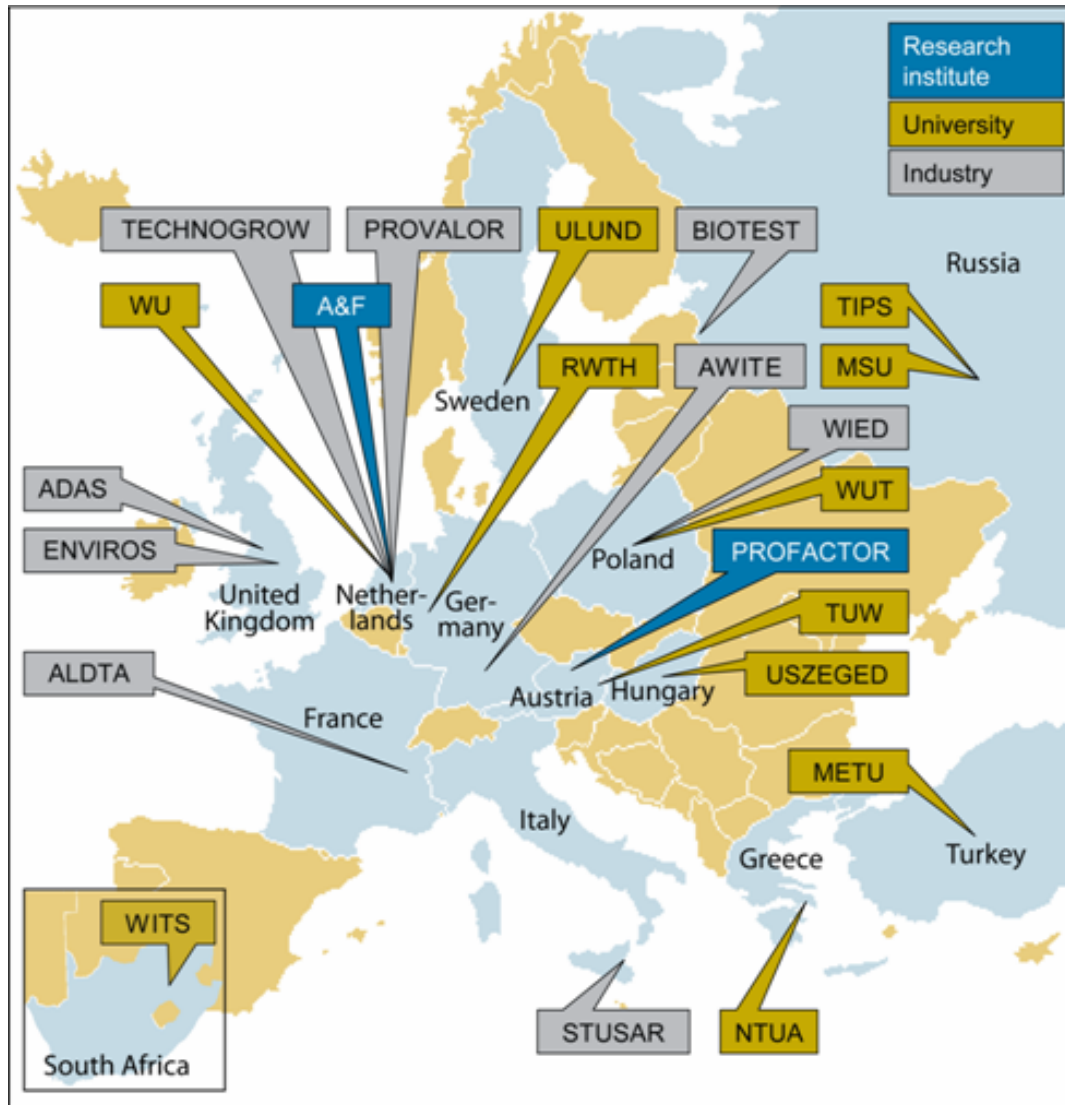 Research
institute
University
Industry
TECHNOGROW
PROVALOR
ULUND
BIOTEST
Russia
WU
A&F
TIPS
RWTH
AWITE
MSU
Sweden
WIED
ADAS
WUT
ENVIROS
Poland
PROFACTOR
United
Kingdom
Nether-
lands
Ger-
many
TUW
ALDTA
Austria
Hungary
USZEGED
France
METU
Italy
Greece
Turkey
WITS
STUSAR
NTUA
South Africa